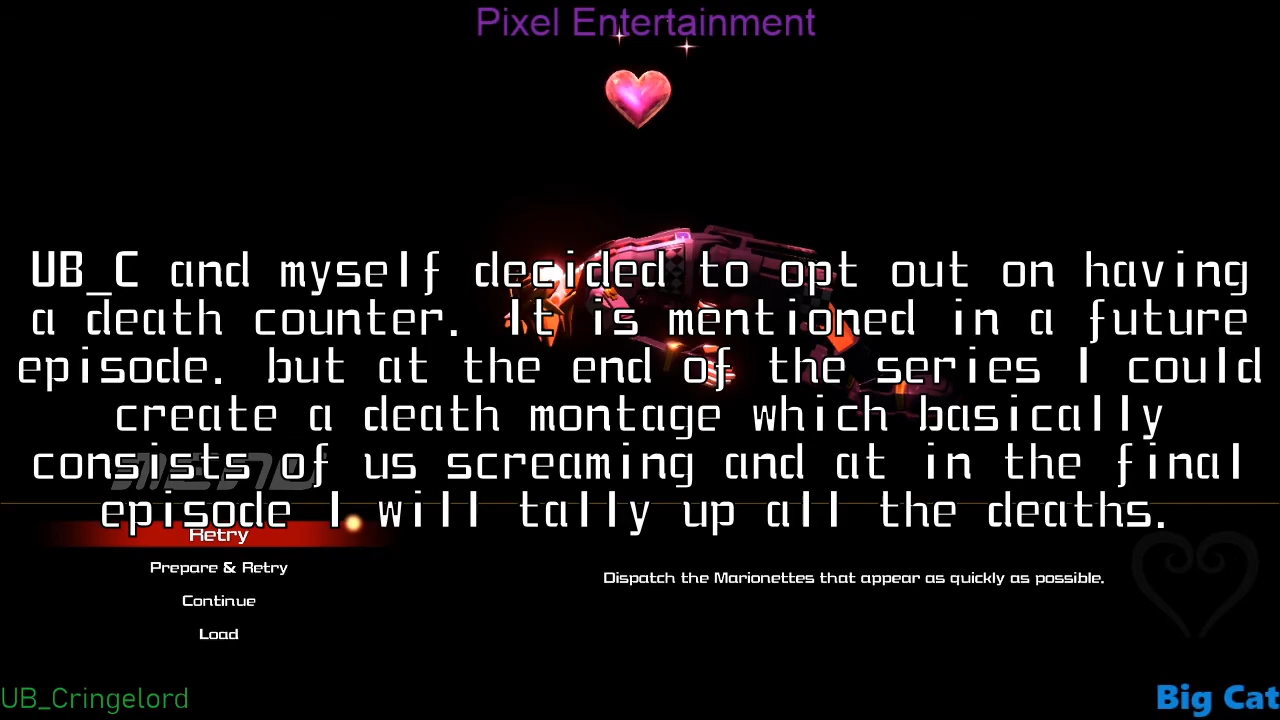 Pixel Entertainment
UB_C and myself decided to opt out on having
a death counter. It is mentioned in a future
episode. but at the end of the series I could
create a death montage which basically
consists of us screaming and at in the final
episode I will tally up all the deaths.
MENU
Retry
Prepare & Retry
Continue
Load
Dispatch the Marionettes that appear as quickly as possible.
UB_Cringelord
Big Cat